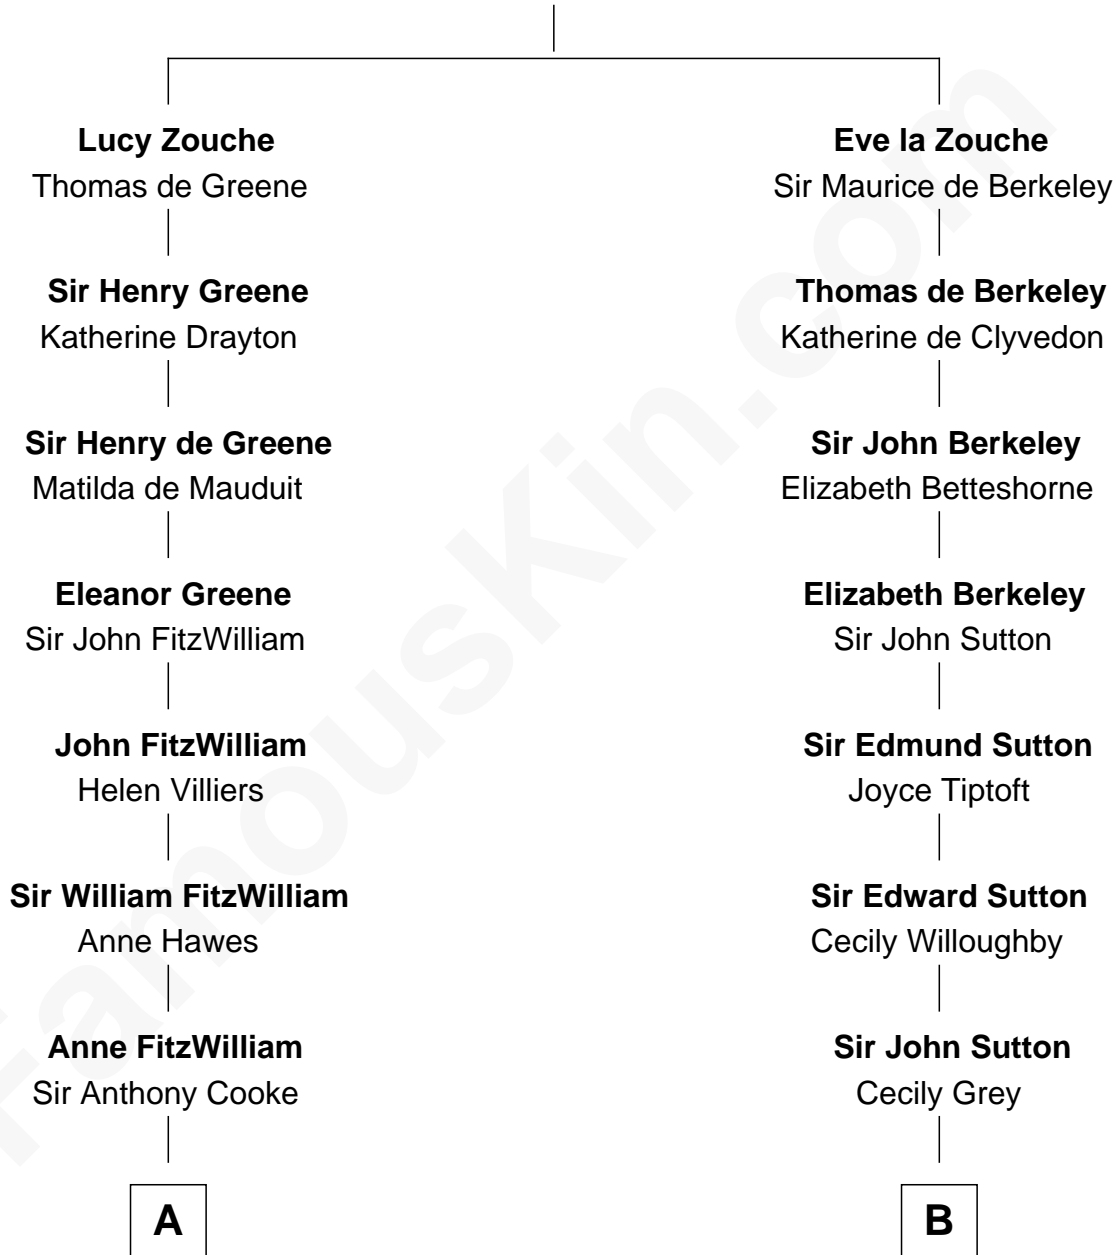 Lucy Zouche
Thomas de Greene
Sir Henry Greene
Katherine Drayton
Sir Henry de Greene
Matilda de Mauduit
Eleanor Greene
Sir John FitzWilliam
John FitzWilliam
Helen Villiers
Sir William FitzWilliam
Anne Hawes
Anne FitzWilliam
Sir Anthony Cooke
A
Eve la Zouche
Sir Maurice de Berkeley
Thomas de Berkeley
Katherine de Clyvedon
Sir John Berkeley
Elizabeth Betteshorne
Elizabeth Berkeley
Sir John Sutton
Sir Edmund Sutton
Joyce Tiptoft
Sir Edward Sutton
Cecily Willoughby
Sir John Sutton
Cecily Grey
B
FamousKin.com